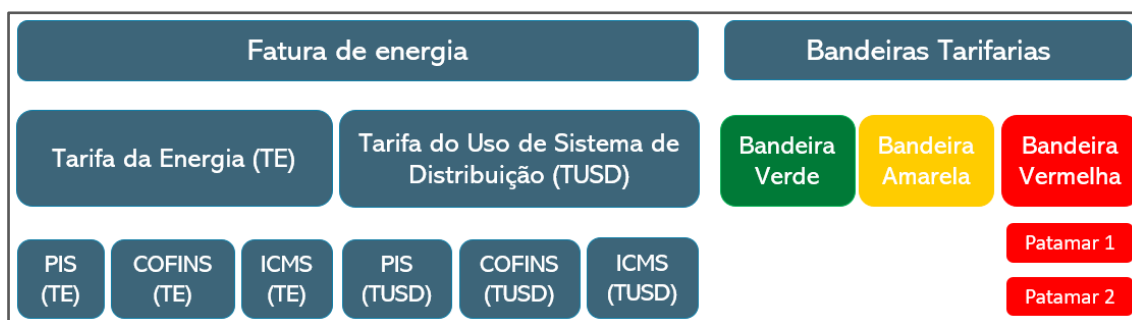 Fatura de energia
Bandeiras Tarifarias
Tarifa da Energia (TE)
Tarifa do Uso de Sistema de
Distribuição (TUSD)
Bandeira
Verde
Bandeira
Amarela
Bandeira
Vermelha
PIS
(TE)
COFINS
(TE)
ICMS
(TE)
PIS
(TUSD)
COFINS
(TUSD)
ICMS
(TUSD)
Patamar 1
Patamar 2